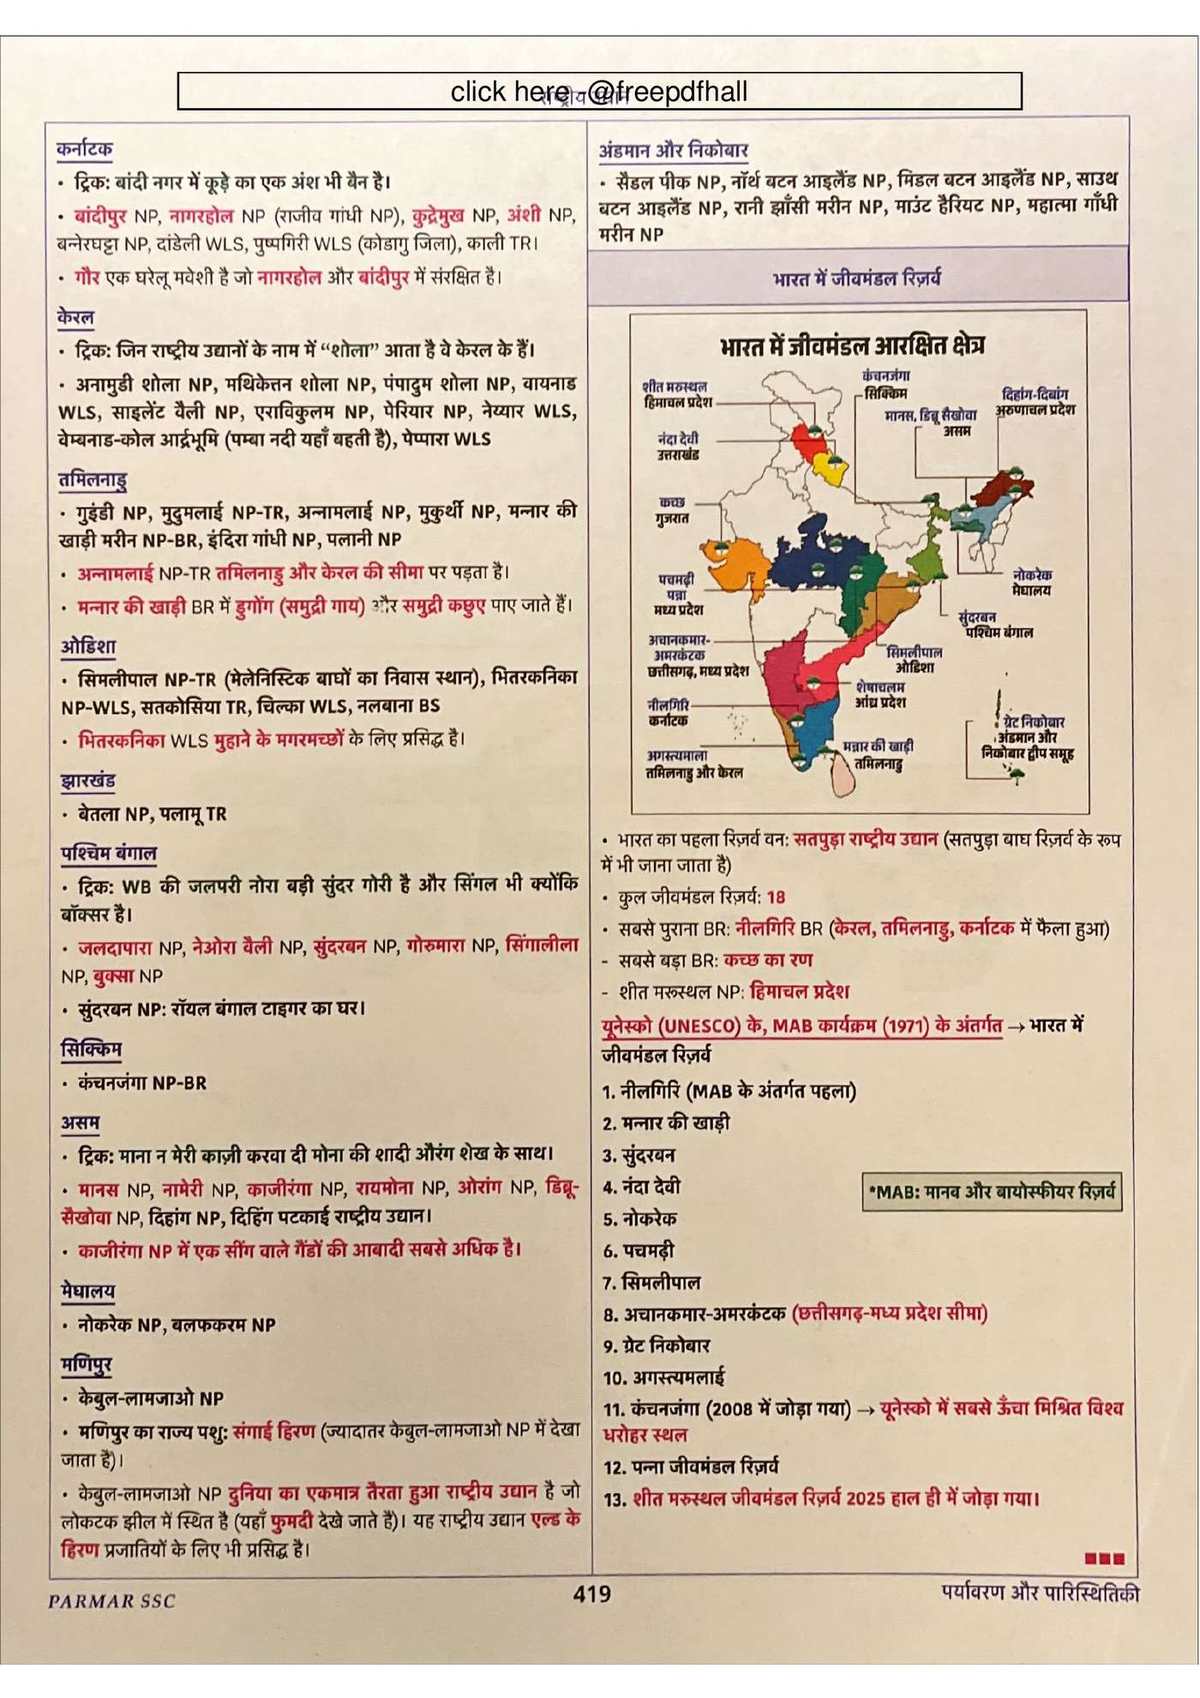 click here -@freepdfhall
कर्नाटक
• ट्रिक: बांदी नगर में कूड़े का एक अंश भी बैन है।
• बांदीपुर NP, नागरहोल NP (राजीव गांधी NP), कुद्रेमुख NP, अंशी NP,
बन्नेरघट्टा NP, दांडेली WLS, पुष्पगिरी WLS (कोडागु जिला), काली TR।
• गौर एक घरेलू मवेशी है जो नागरहोल और बांदीपुर में संरक्षित है।
केरल
• ट्रिक: जिन राष्ट्रीय उद्यानों के नाम में “शोला” आता है वे केरल के हैं।
• अनामुडी शोला NP, मथिकेत्तन शोला NP, पंपादुम शोला NP, वायनाड
WLS, साइलेंट वैली NP, एराविकुलम NP, पेरियार NP, नेय्यार WLS,
वेम्बनाड-कोल आर्द्रभूमि (पम्बा नदी यहाँ बहती है), पेप्पारा WLS
तमिलनाडु
• गुइंडी NP, मुदुमलाई NP-TR, अन्नामलाई NP, मुकुर्थी NP, मन्नार की
खाड़ी मरीन NP-BR, इंदिरा गांधी NP, पलानी NP
• अन्नामलाई NP-TR तमिलनाडु और केरल की सीमा पर पड़ता है।
• मन्नार की खाड़ी BR में डुगोंग (समुद्री गाय) और समुद्री कछुए पाए जाते हैं।
ओडिशा
• सिमलीपाल NP-TR (मेलेनिस्टिक बाघों का निवास स्थान), भितरकनिका
NP-WLS, सतकोसिया TR, चिल्का WLS, नलबाना BS
• भितरकनिका WLS मुहाने के मगरमच्छों के लिए प्रसिद्ध है।
झारखंड
• बेतला NP, पलामू TR
पश्चिम बंगाल
• ट्रिक: WB की जलपरी नोरा बड़ी सुंदर गोरी है और सिंगल भी क्योंकि
बॉक्सर है।
• जलदापारा NP, नेओरा वैली NP, सुंदरबन NP, गोरुमारा NP, सिंगालीला
NP, बुक्सा NP
• सुंदरबन NP: रॉयल बंगाल टाइगर का घर।
सिक्किम
• कंचनजंगा NP-BR
असम
• ट्रिक: माना न मेरी काज़ी करवा दी मोना की शादी औरंग शेख के साथ।
• मानस NP, नामेरी NP, काजीरंगा NP, रायमोना NP, ओरांग NP, डिब्रू-
सैखोवा NP, दिहांग NP, दिहिंग पटकाई राष्ट्रीय उद्यान।
• काजीरंगा NP में एक सींग वाले गैंडों की आबादी सबसे अधिक है।
मेघालय
• नोकरेक NP, बलफकरम NP
मणिपुर
• केबुल-लामजाओ NP
• मणिपुर का राज्य पशु: संगाई हिरण (ज्यादातर केबुल-लामजाओ NP में देखा
जाता है)।
• केबुल-लामजाओ NP दुनिया का एकमात्र तैरता हुआ राष्ट्रीय उद्यान है जो
लोकटक झील में स्थित है (यहाँ फुमदी देखे जाते है)। यह राष्ट्रीय उद्यान एल्ड के
हिरण प्रजातियों के लिए भी प्रसिद्ध है।
अंडमान और निकोबार
• सैडल पीक NP, नॉर्थ बटन आइलैंड NP, मिडल बटन आइलैंड NP, साउथ
बटन आइलैंड NP, रानी झाँसी मरीन NP, माउंट हैरियट NP, महात्मा गाँधी
मरीन NP
भारत में जीवमंडल रिज़र्व
भारत में जीवमंडल आरक्षित क्षेत्र
शीत मरुस्थल
हिमाचल प्रदेश
कंचनजंगा
सिक्किम
दिहांग-दिबांग
अरुणाचल प्रदेश
मानस, डिब्रू सैखोवा
असम
नंदा देवी
उत्तराखंड
कच्छ
गुजरात
पचमढ़ी
पन्ना
मध्य प्रदेश
नोकरेक
मेघालय
सुंदरबन
पश्चिम बंगाल
अचानकमार-
अमरकंटक
छत्तीसगढ़, मध्य प्रदेश
सिमलीपाल
ओडिशा
शेषाचलम
आंध्र प्रदेश
नीलगिरि
कर्नाटक
ग्रेट निकोबार
अंडमान और
निकोबार द्वीप समूह
अगस्त्यमाला
तमिलनाडु और केरल
मन्नार की खाड़ी
तमिलनाडु
• भारत का पहला रिज़र्व वन: सतपुड़ा राष्ट्रीय उद्यान (सतपुड़ा बाघ रिज़र्व के रूप
में भी जाना जाता है)
• कुल जीवमंडल रिज़र्व: 18
• सबसे पुराना BR: नीलगिरि BR (केरल, तमिलनाडु, कर्नाटक में फैला हुआ)
- सबसे बड़ा BR: कच्छ का रण
- शीत मरूस्थल NP: हिमाचल प्रदेश
यूनेस्को (UNESCO) के, MAB कार्यक्रम (1971) के अंतर्गत → भारत में
जीवमंडल रिज़र्व
1. नीलगिरि (MAB के अंतर्गत पहला)
2. मन्नार की खाड़ी
3. सुंदरबन
4. नंदा देवी
*MAB: मानव और बायोस्फीयर रिज़र्व
5. नोकरेक
6. पचमढ़ी
7. सिमलीपाल
8. अचानकमार-अमरकंटक (छत्तीसगढ़-मध्य प्रदेश सीमा)
9. ग्रेट निकोबार
10. अगस्त्यमलाई
11. कंचनजंगा (2008 में जोड़ा गया) → यूनेस्को में सबसे ऊँचा मिश्रित विश्व
धरोहर स्थल
12. पन्ना जीवमंडल रिज़र्व
13. शीत मरुस्थल जीवमंडल रिज़र्व 2025 हाल ही में जोड़ा गया।
PARMAR SSC
419
पर्यावरण और पारिस्थितिकी